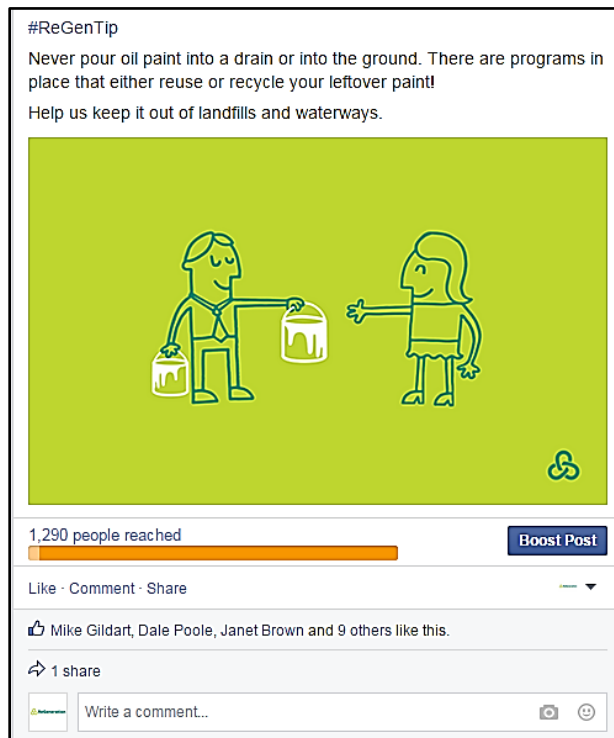 #ReGenTip
Never pour oil paint into a drain or into the ground. There are programs in
place that either reuse or recycle your leftover paint!
Help us keep it out of landfills and waterways.
1,290 people reached
Boost Post
Like · Comment · Share
Mike Gildart, Dale Poole, Janet Brown and 9 others like this.
1 share
ReGeneration
Write a comment...